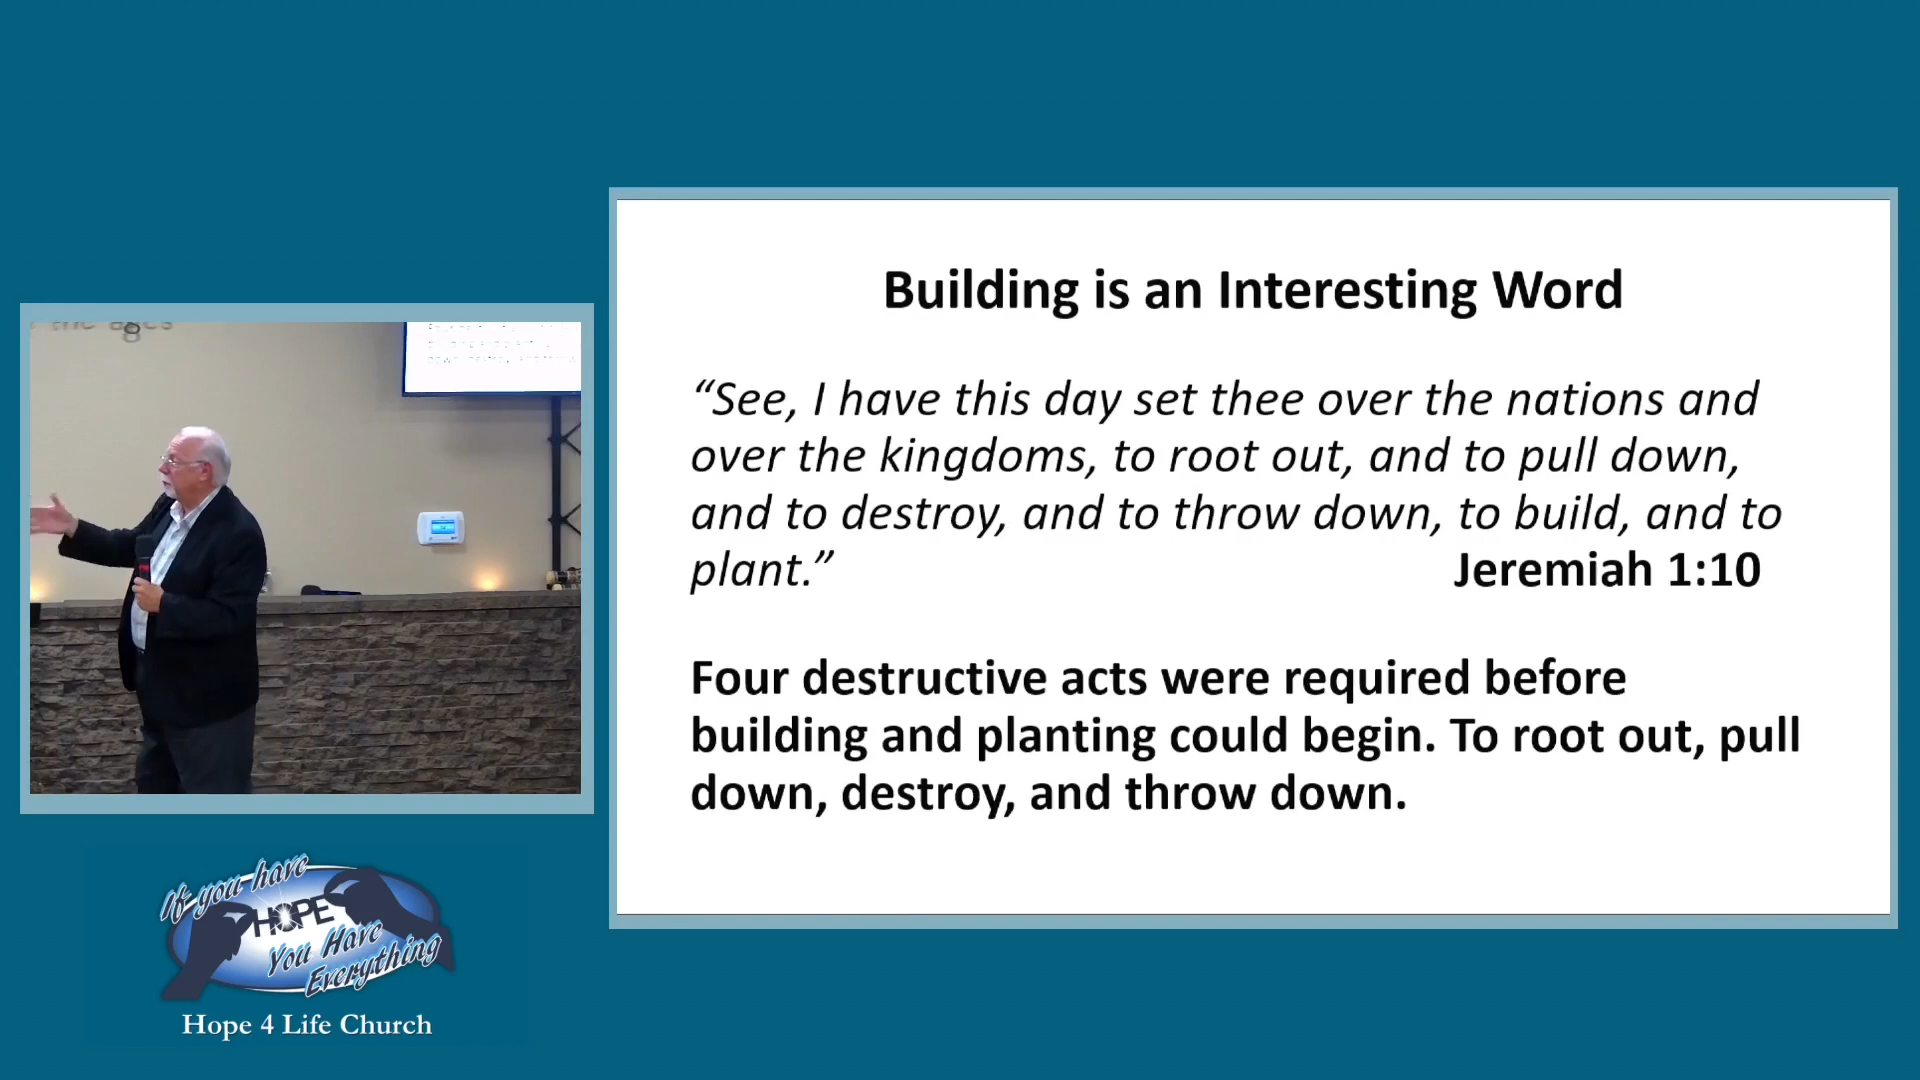 the ages
Building is an Interesting Word
“See, I have this day set thee over the nations and
over the kingdoms, to root out, and to pull down,
and to destroy, and to throw down, to build, and to
plant.” Jeremiah 1:10
Four destructive acts were required before
building and planting could begin. To root out, pull
down, destroy, and throw down.
If you have
HOPE
You Have
Everything
Hope 4 Life Church